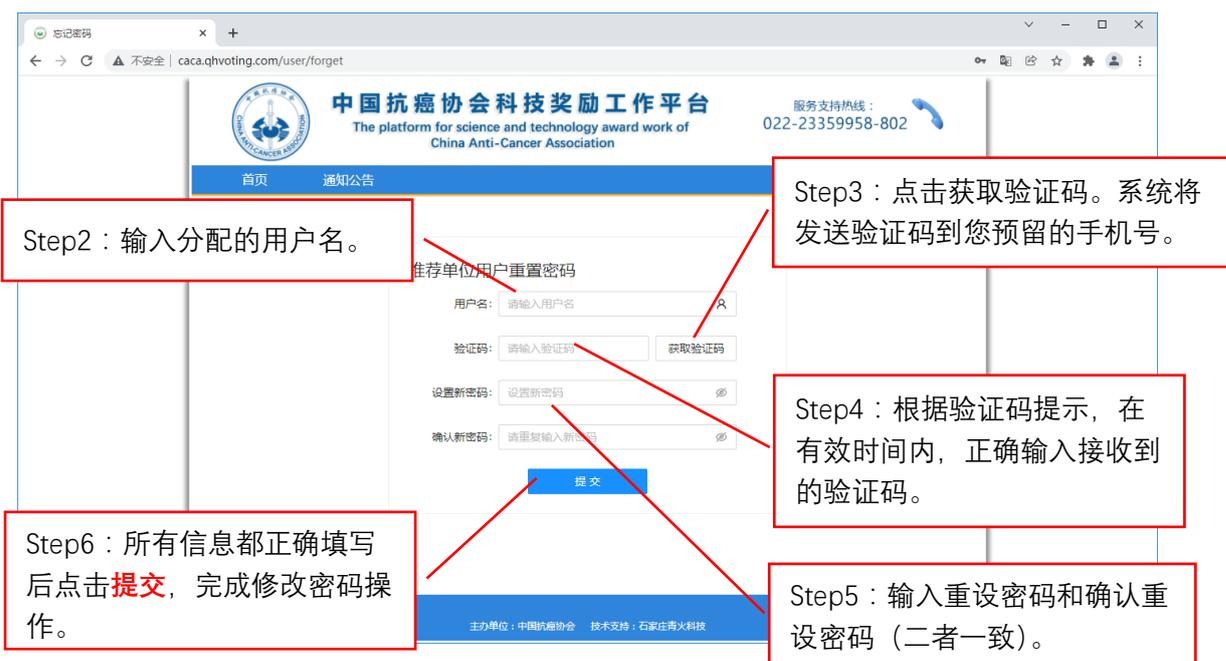 忘记密码
不安全 | caca.qhvoting.com/user/forget
中国抗癌协会科技奖励工作平台
The platform for science and technology award work of
China Anti-Cancer Association
服务支持热线：
022-23359958-802
CHINA ANTI-CANCER ASSOCIATION
首页 通知公告
Step2：输入分配的用户名。
Step3：点击获取验证码。系统将
发送验证码到您预留的手机号。
推荐单位用户重置密码
用户名: 请输入用户名
验证码: 请输入验证码 获取验证码
设置新密码: 设置新密码
确认新密码: 请重复输入新密码
提 交
Step4：根据验证码提示，在
有效时间内，正确输入接收到
的验证码。
Step6：所有信息都正确填写
后点击提交，完成修改密码操
作。
Step5：输入重设密码和确认重
设密码（二者一致）。
主办单位：中国抗癌协会 技术支持：石家庄青火科技